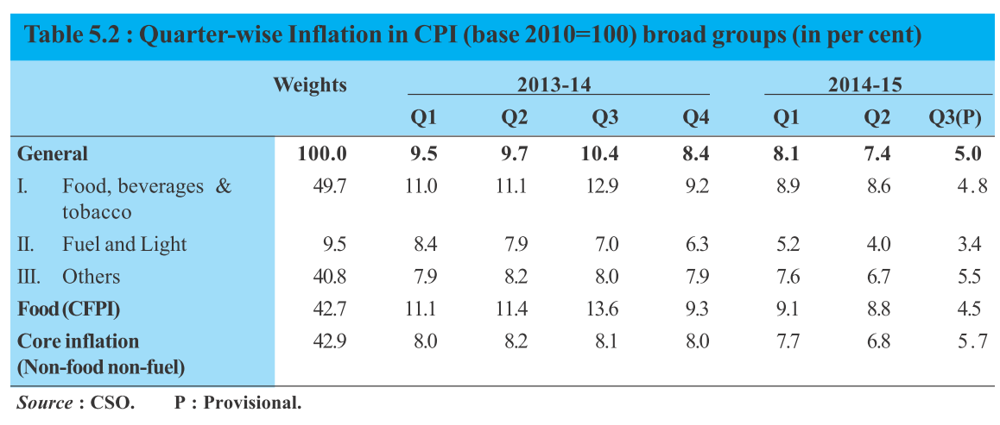 Table 5.2 : Quarter-wise Inflation in CPI (base 2010=100) broad groups (in per cent)
Weights 2013-14 2014-15
Q1 Q2 Q3 Q4 Q1 Q2 Q3(P)
General 100.0 9.5 9.7 10.4 8.4 8.1 7.4 5.0
I. Food, beverages & 49.7 11.0 11.1 12.9 9.2 8.9 8.6 4.8
tobacco
II. Fuel and Light 9.5 8.4 7.9 7.0 6.3 5.2 4.0 3.4
III. Others 40.8 7.9 8.2 8.0 7.9 7.6 6.7 5.5
Food (CFPI) 42.7 11.1 11.4 13.6 9.3 9.1 8.8 4.5
Core inflation 42.9 8.0 8.2 8.1 8.0 7.7 6.8 5.7
(Non-food non-fuel)
Source : CSO. P : Provisional.